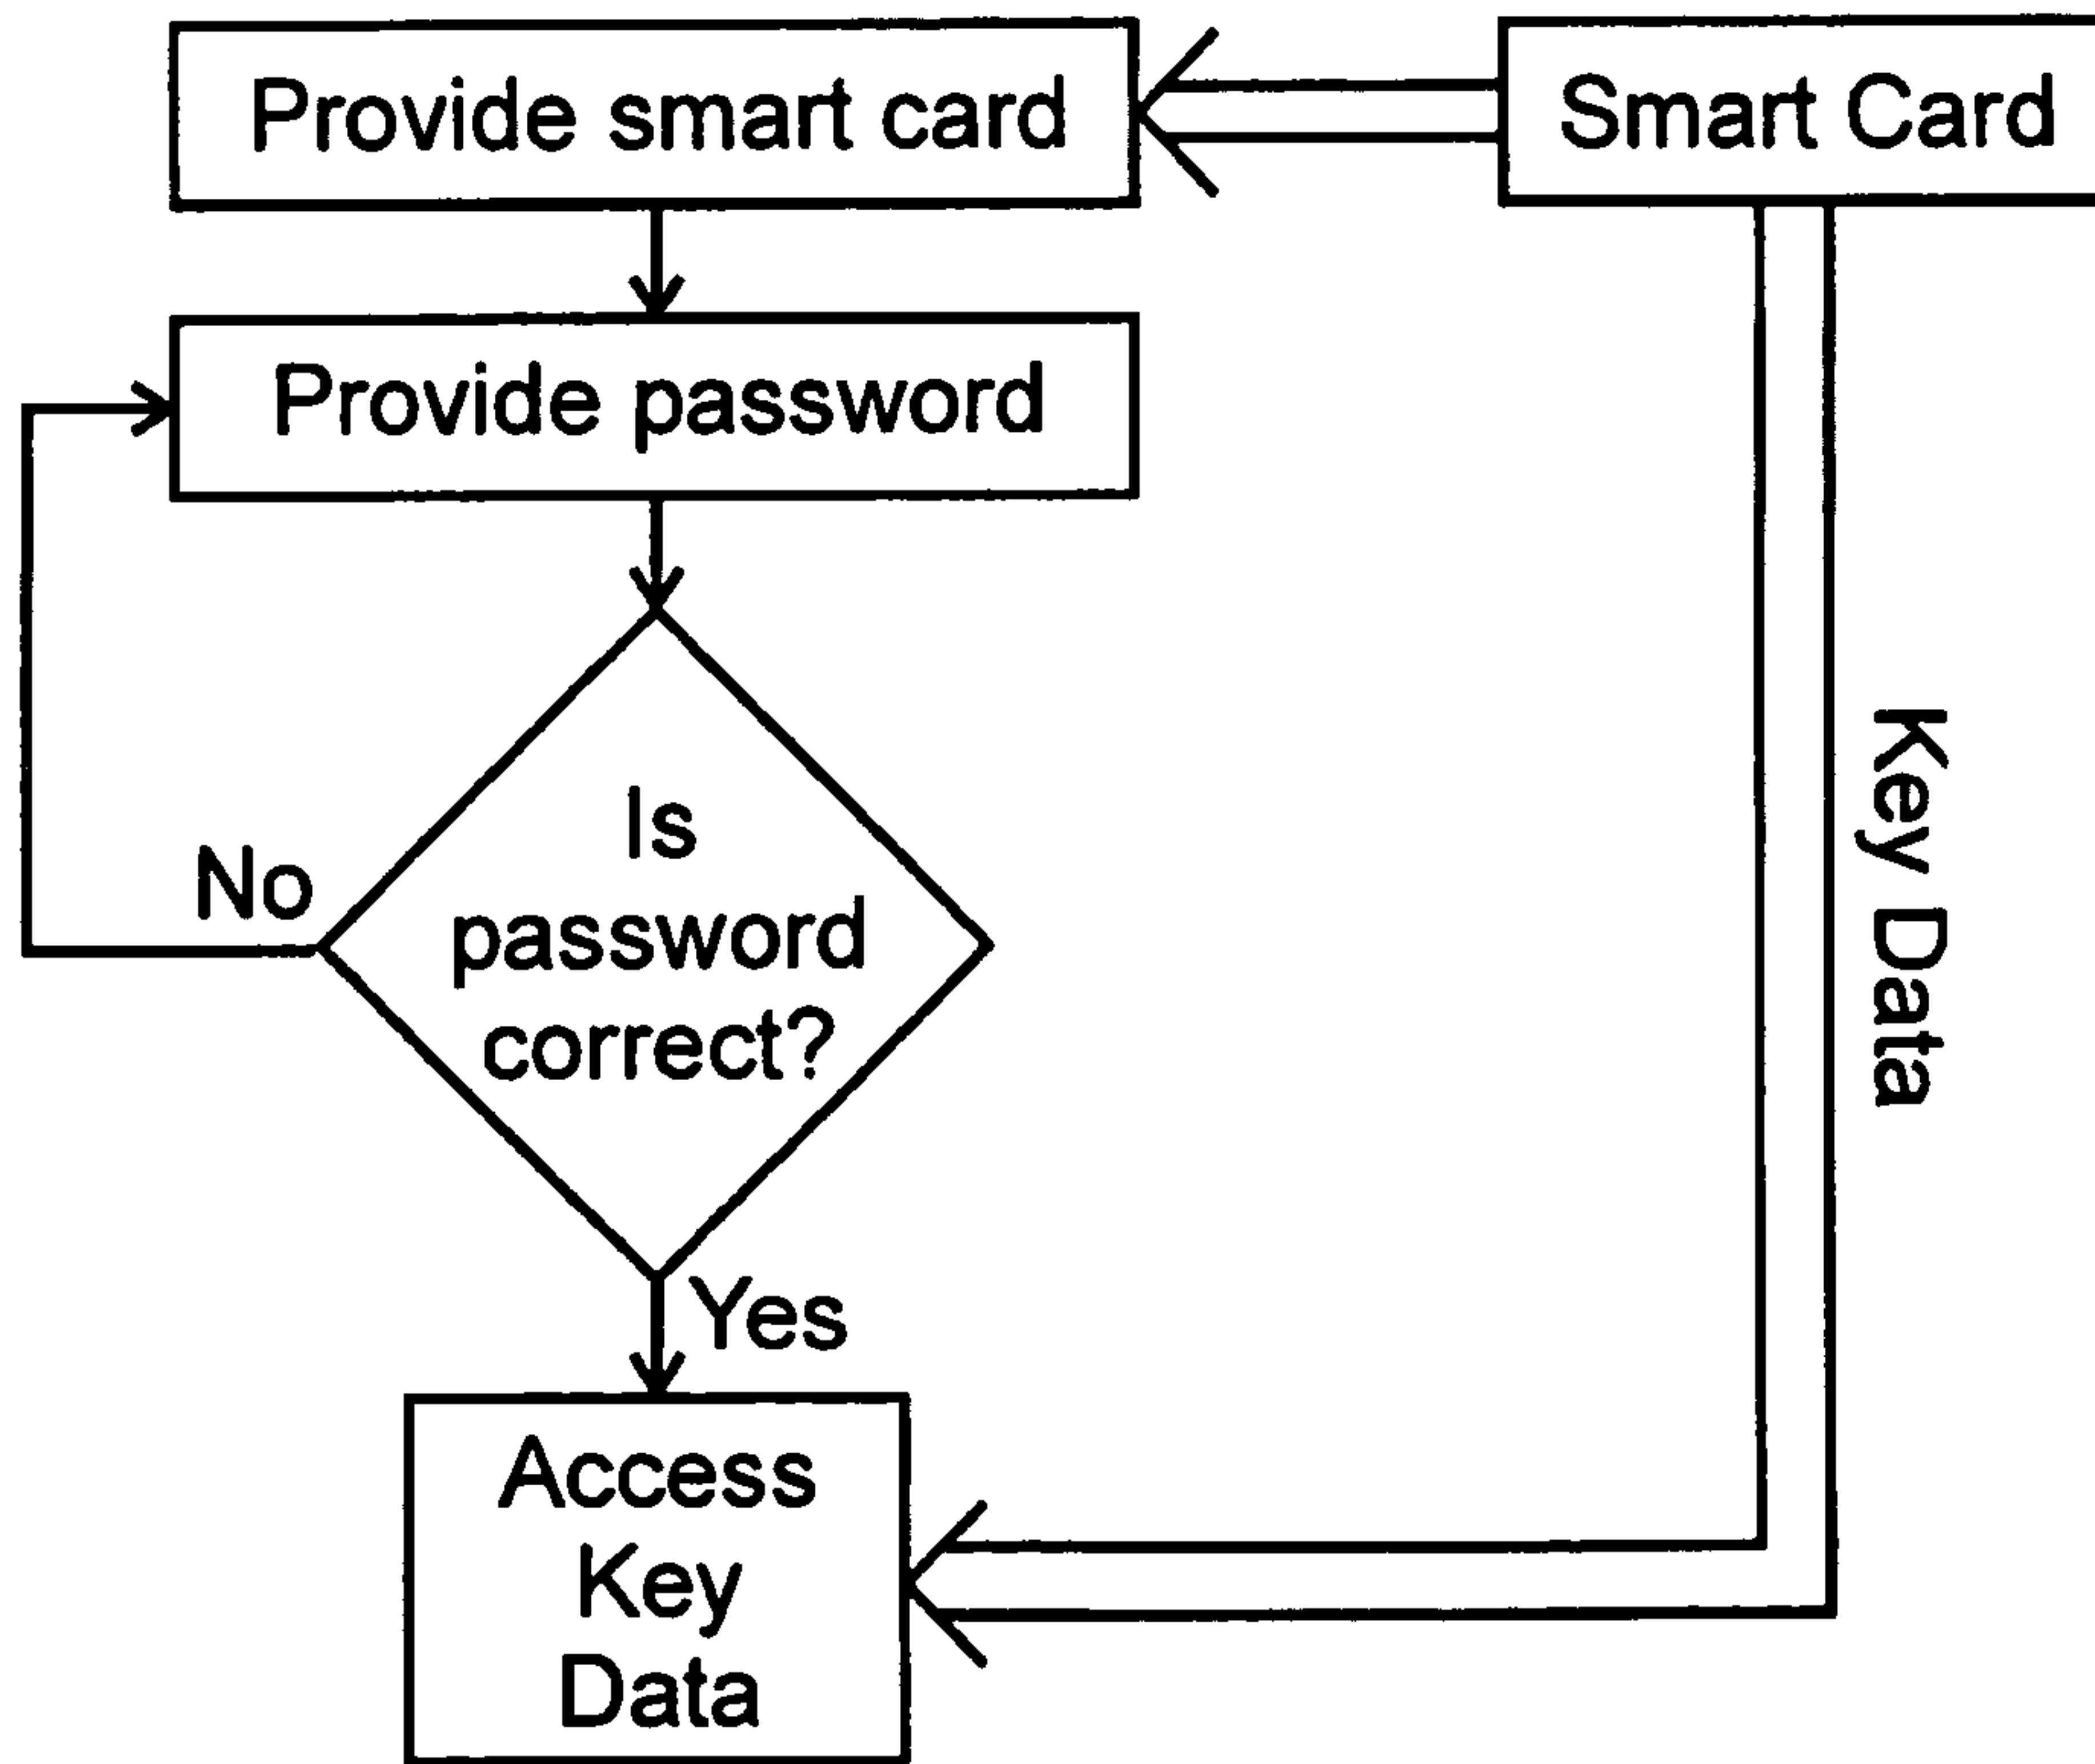 Provide smart card
Smart Card
Provide password
Is
password
correct?
No
Yes
Key Data
Access
Key
Data